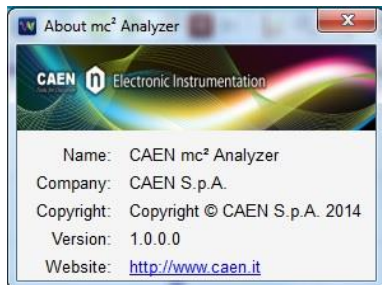 About mc² Analyzer
CAEN n Electronic Instrumentation
Name: CAEN mc² Analyzer
Company: CAEN S.p.A.
Copyright: Copyright © CAEN S.p.A. 2014
Version: 1.0.0.0
Website: http://www.caen.it